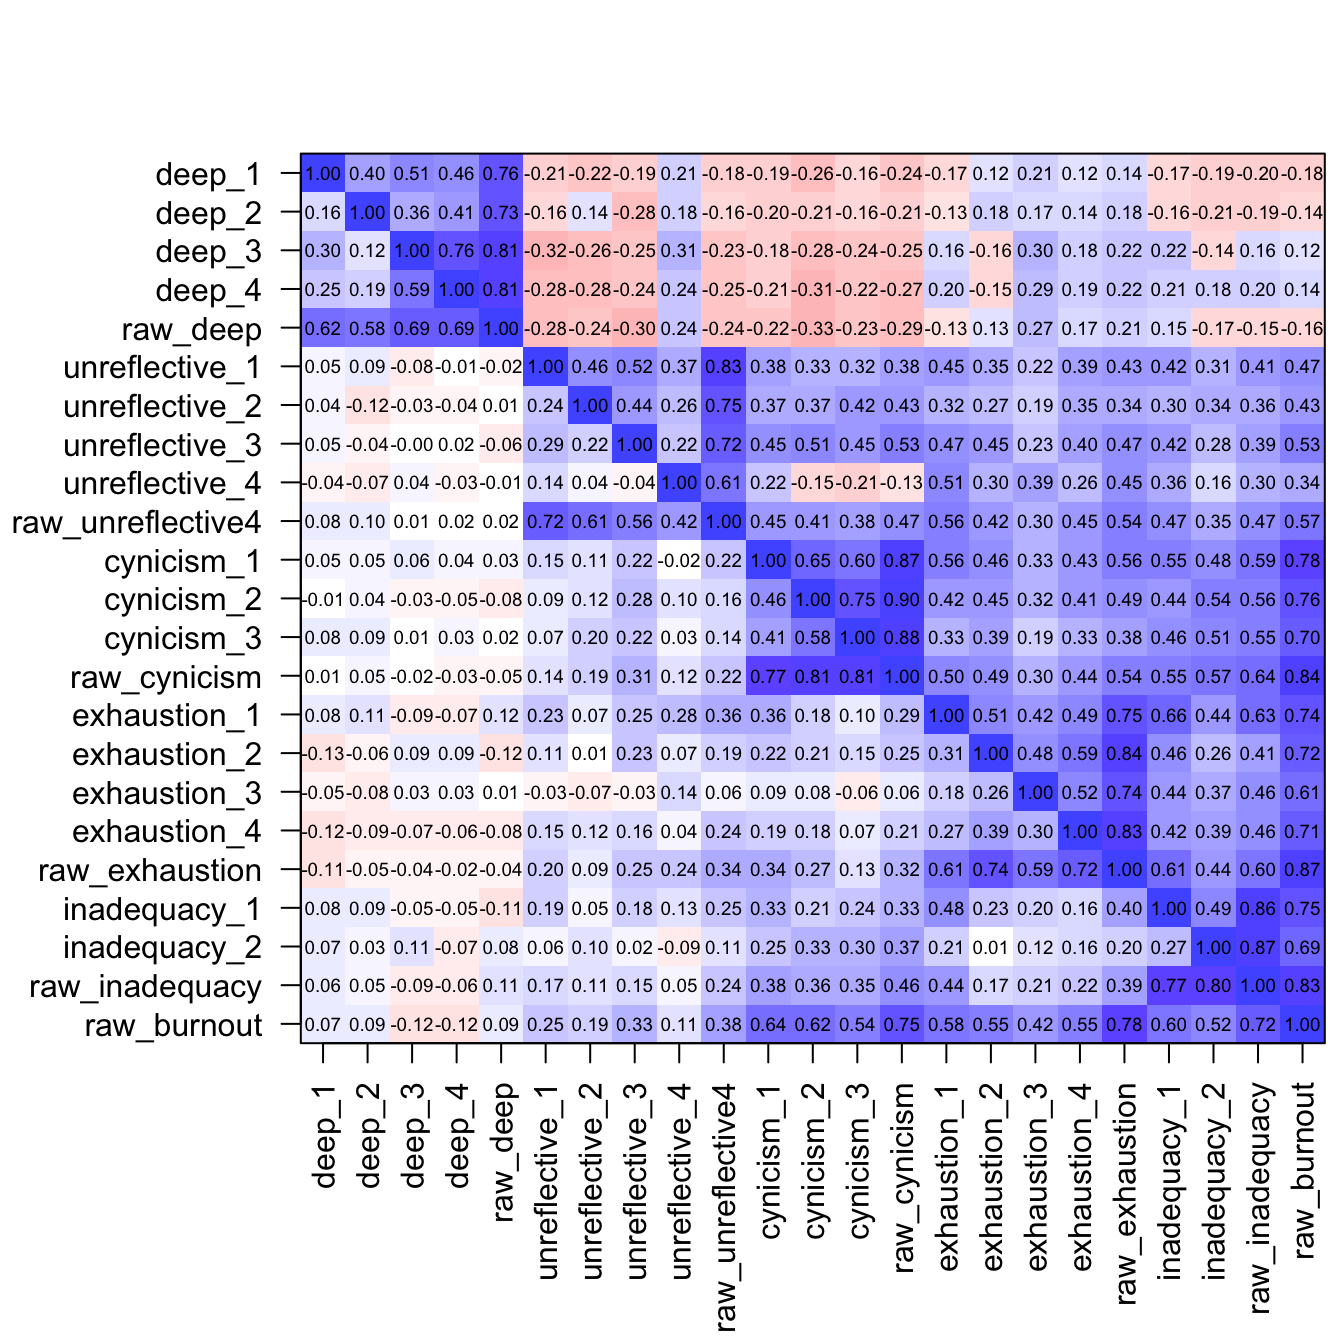 deep_1 1.00 0.40 0.51 0.46 0.76 -0.21 -0.22 -0.19 0.21 -0.18 -0.19 -0.26 -0.16 -0.24 -0.17 0.12 0.21 0.12 0.14 -0.17 -0.19 -0.20 -0.18
deep_2 0.16 1.00 0.36 0.41 0.73 -0.16 0.14 -0.28 0.18 -0.16 -0.20 -0.21 -0.16 -0.21 -0.13 0.18 0.17 0.14 0.18 -0.16 -0.21 -0.19 -0.14
deep_3 0.30 0.12 1.00 0.76 0.81 -0.32 -0.26 -0.25 0.31 -0.23 -0.18 -0.28 -0.24 -0.25 0.16 -0.16 0.30 0.18 0.22 0.22 -0.14 0.16 0.12
deep_4 0.25 0.19 0.59 1.00 0.81 -0.28 -0.28 -0.24 0.24 -0.25 -0.21 -0.31 -0.22 -0.27 0.20 -0.15 0.29 0.19 0.22 0.21 0.18 0.20 0.14
raw_deep 0.62 0.58 0.69 0.69 1.00 -0.28 -0.24 -0.30 0.24 -0.24 -0.22 -0.33 -0.23 -0.29 -0.13 0.13 0.27 0.17 0.21 0.15 -0.17 -0.15 -0.16
unreflective_1 0.05 0.09 -0.08 -0.01 -0.02 1.00 0.46 0.52 0.37 0.83 0.38 0.33 0.32 0.38 0.45 0.35 0.22 0.39 0.43 0.42 0.31 0.41 0.47
unreflective_2 0.04 -0.12 -0.03 -0.04 0.01 0.24 1.00 0.44 0.26 0.75 0.37 0.37 0.42 0.43 0.32 0.27 0.19 0.35 0.34 0.30 0.34 0.36 0.43
unreflective_3 0.05 -0.04 -0.00 0.02 -0.06 0.29 0.22 1.00 0.22 0.72 0.45 0.51 0.45 0.53 0.47 0.45 0.23 0.40 0.47 0.42 0.28 0.39 0.53
unreflective_4 -0.04 -0.07 0.04 -0.03 -0.01 0.14 0.04 -0.04 1.00 0.61 0.22 -0.15 -0.21 -0.13 0.51 0.30 0.39 0.26 0.45 0.36 0.16 0.30 0.34
raw_unreflective4 0.08 0.10 0.01 0.02 0.02 0.72 0.61 0.56 0.42 1.00 0.45 0.41 0.38 0.47 0.56 0.42 0.30 0.45 0.54 0.47 0.35 0.47 0.57
cynicism_1 0.05 0.05 0.06 0.04 0.03 0.15 0.11 0.22 -0.02 0.22 1.00 0.65 0.60 0.87 0.56 0.46 0.33 0.43 0.56 0.55 0.48 0.59 0.78
cynicism_2 -0.01 0.04 -0.03 -0.05 -0.08 0.09 0.12 0.28 0.10 0.16 0.46 1.00 0.75 0.90 0.42 0.45 0.32 0.41 0.49 0.44 0.54 0.56 0.76
cynicism_3 0.08 0.09 0.01 0.03 0.02 0.07 0.20 0.22 0.03 0.14 0.41 0.58 1.00 0.88 0.33 0.39 0.19 0.33 0.38 0.46 0.51 0.55 0.70
raw_cynicism 0.01 0.05 -0.02 -0.03 -0.05 0.14 0.19 0.31 0.12 0.22 0.77 0.81 0.81 1.00 0.50 0.49 0.30 0.44 0.54 0.55 0.57 0.64 0.84
exhaustion_1 0.08 0.11 -0.09 -0.07 0.12 0.23 0.07 0.25 0.28 0.36 0.36 0.18 0.10 0.29 1.00 0.51 0.42 0.49 0.75 0.66 0.44 0.63 0.74
exhaustion_2 -0.13 -0.06 0.09 0.09 -0.12 0.11 0.01 0.23 0.07 0.19 0.22 0.21 0.15 0.25 0.31 1.00 0.48 0.59 0.84 0.46 0.26 0.41 0.72
exhaustion_3 -0.05 -0.08 0.03 0.03 0.01 -0.03 -0.07 -0.03 0.14 0.06 0.09 0.08 -0.06 0.06 0.18 0.26 1.00 0.52 0.74 0.44 0.37 0.46 0.61
exhaustion_4 -0.12 -0.09 -0.07 -0.06 -0.08 0.15 0.12 0.16 0.04 0.24 0.19 0.18 0.07 0.21 0.27 0.39 0.30 1.00 0.83 0.42 0.39 0.46 0.71
raw_exhaustion -0.11 -0.05 -0.04 -0.02 -0.04 0.20 0.09 0.25 0.24 0.34 0.34 0.27 0.13 0.32 0.61 0.74 0.59 0.72 1.00 0.61 0.44 0.60 0.87
inadequacy_1 0.08 0.09 -0.05 -0.05 -0.11 0.19 0.05 0.18 0.13 0.25 0.33 0.21 0.24 0.33 0.48 0.23 0.20 0.16 0.40 1.00 0.49 0.86 0.75
inadequacy_2 0.07 0.03 0.11 -0.07 0.08 0.06 0.10 0.02 -0.09 0.11 0.25 0.33 0.30 0.37 0.21 0.01 0.12 0.16 0.20 0.27 1.00 0.87 0.69
raw_inadequacy 0.06 0.05 -0.09 -0.06 0.11 0.17 0.11 0.15 0.05 0.24 0.38 0.36 0.35 0.46 0.44 0.17 0.21 0.22 0.39 0.77 0.80 1.00 0.83
raw_burnout 0.07 0.09 -0.12 -0.12 0.09 0.25 0.19 0.33 0.11 0.38 0.64 0.62 0.54 0.75 0.58 0.55 0.42 0.55 0.78 0.60 0.52 0.72 1.00
deep_1 deep_2 deep_3 deep_4 raw_deep unreflective_1 unreflective_2 unreflective_3 unreflective_4 raw_unreflective4 cynicism_1 cynicism_2 cynicism_3 raw_cynicism exhaustion_1 exhaustion_2 exhaustion_3 exhaustion_4 raw_exhaustion inadequacy_1 inadequacy_2 raw_inadequacy raw_burnout